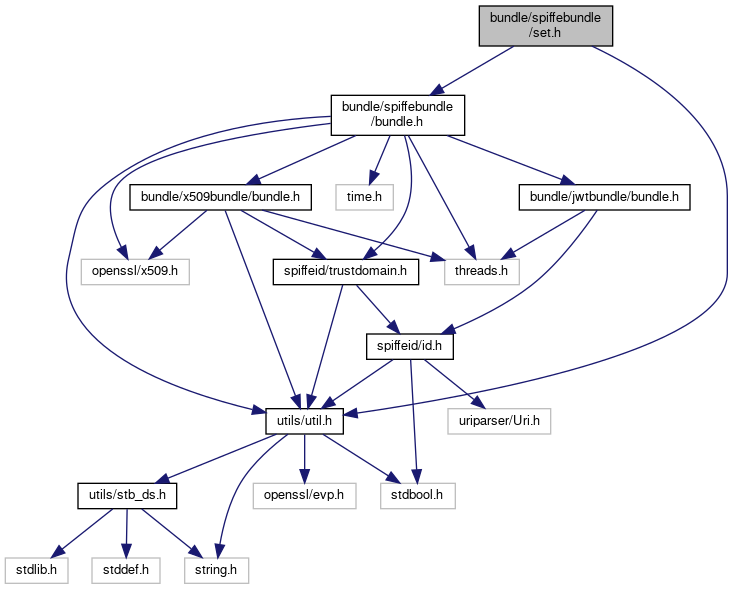 bundle/spiffebundle
/set.h
bundle/spiffebundle
/bundle.h
bundle/x509bundle/bundle.h
time.h
bundle/jwtbundle/bundle.h
openssl/x509.h
spiffeid/trustdomain.h
threads.h
spiffeid/id.h
utils/util.h
uriparser/Uri.h
utils/stb_ds.h
openssl/evp.h
stdbool.h
stdlib.h
stddef.h
string.h